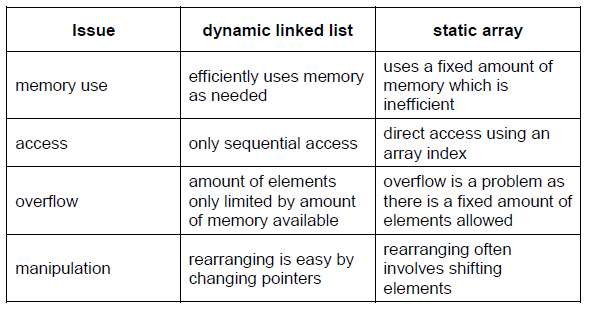 Issue
dynamic linked list
static array
memory use
efficiently uses memory
as needed
uses a fixed amount of
memory which is
inefficient
access
only sequential access
direct access using an
array index
overflow
amount of elements
only limited by amount
of memory available
overflow is a problem as
there is a fixed amount of
elements allowed
manipulation
rearranging is easy by
changing pointers
rearranging often
involves shifting
elements